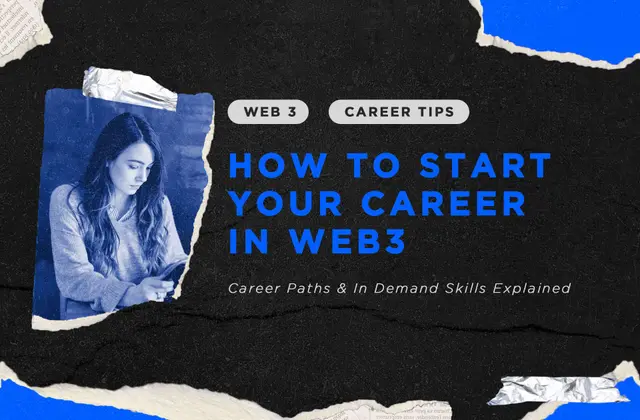 WEB 3
CAREER TIPS
HOW TO START
YOUR CAREER
IN WEB3
Career Paths & In Demand Skills Explained